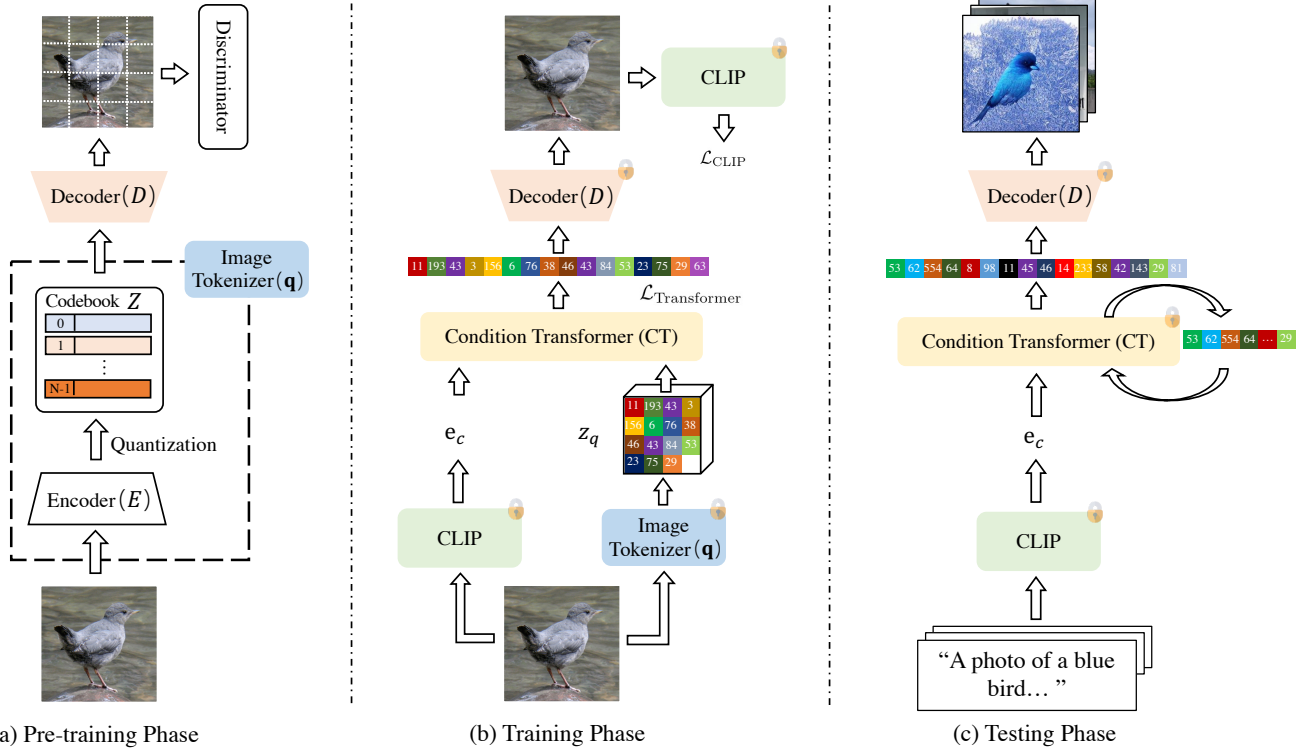 Discriminator
Decoder(D)
Image
Tokenizer(q)
Codebook Z
0
1
⋮
N-1
Quantization
Encoder(E)
a) Pre-training Phase
CLIP
ℒCLIP
Decoder(D)
11 193 43 3 156 6 76 38 46 43 84 53 23 75 29 63
ℒTransformer
Condition Transformer (CT)
11 193 43 3
156 6 76 38
46 43 84 53
23 75 29
e_c
z_q
CLIP
Image
Tokenizer(q)
(b) Training Phase
Decoder(D)
53 62 554 64 8 98 11 45 46 14 233 58 42 143 29 81
Condition Transformer (CT)
53 62 554 64 ... 29
e_c
CLIP
“A photo of a blue
bird... ”
(c) Testing Phase